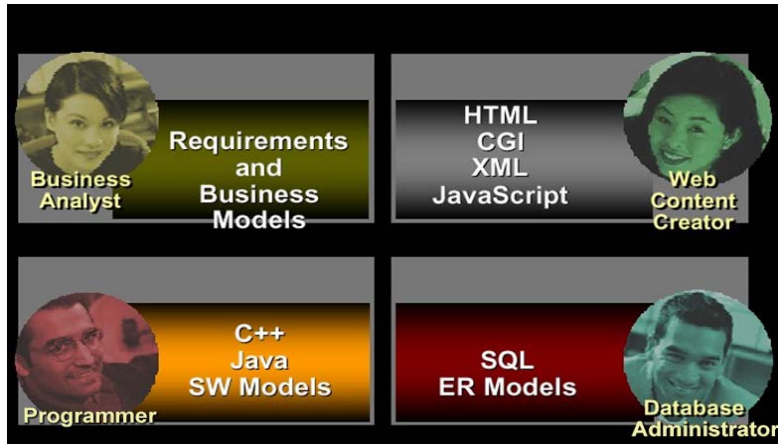 Requirements
and
Business
Models
Business
Analyst
HTML
CGI
XML
JavaScript
Web
Content
Creator
C++
Java
SW Models
Programmer
SQL
ER Models
Database
Administrator